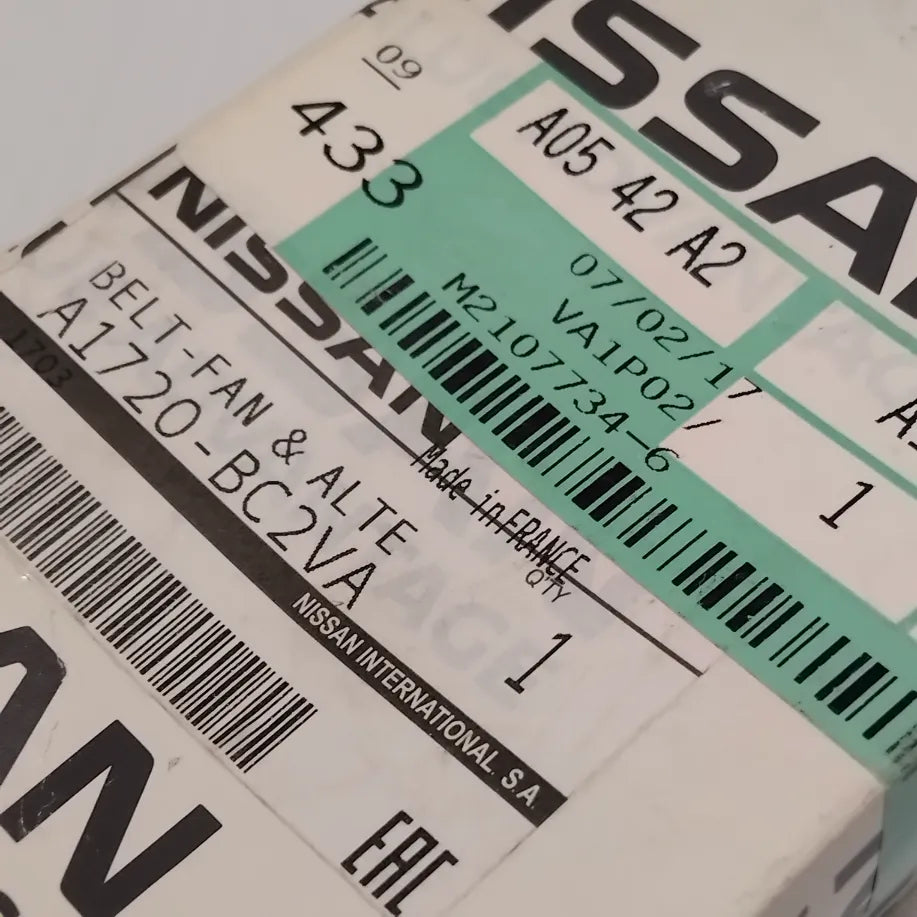 NISSAN
09
433
A05 42 A2
07/02/17
VA1P02 /
M2107734-6
1
NISSAN
BELT-FAN & ALTE
A1720-BC2VA
1703
Made in FRANCE
QTY
1
NISSAN INTERNATIONAL. S.A.
EAC